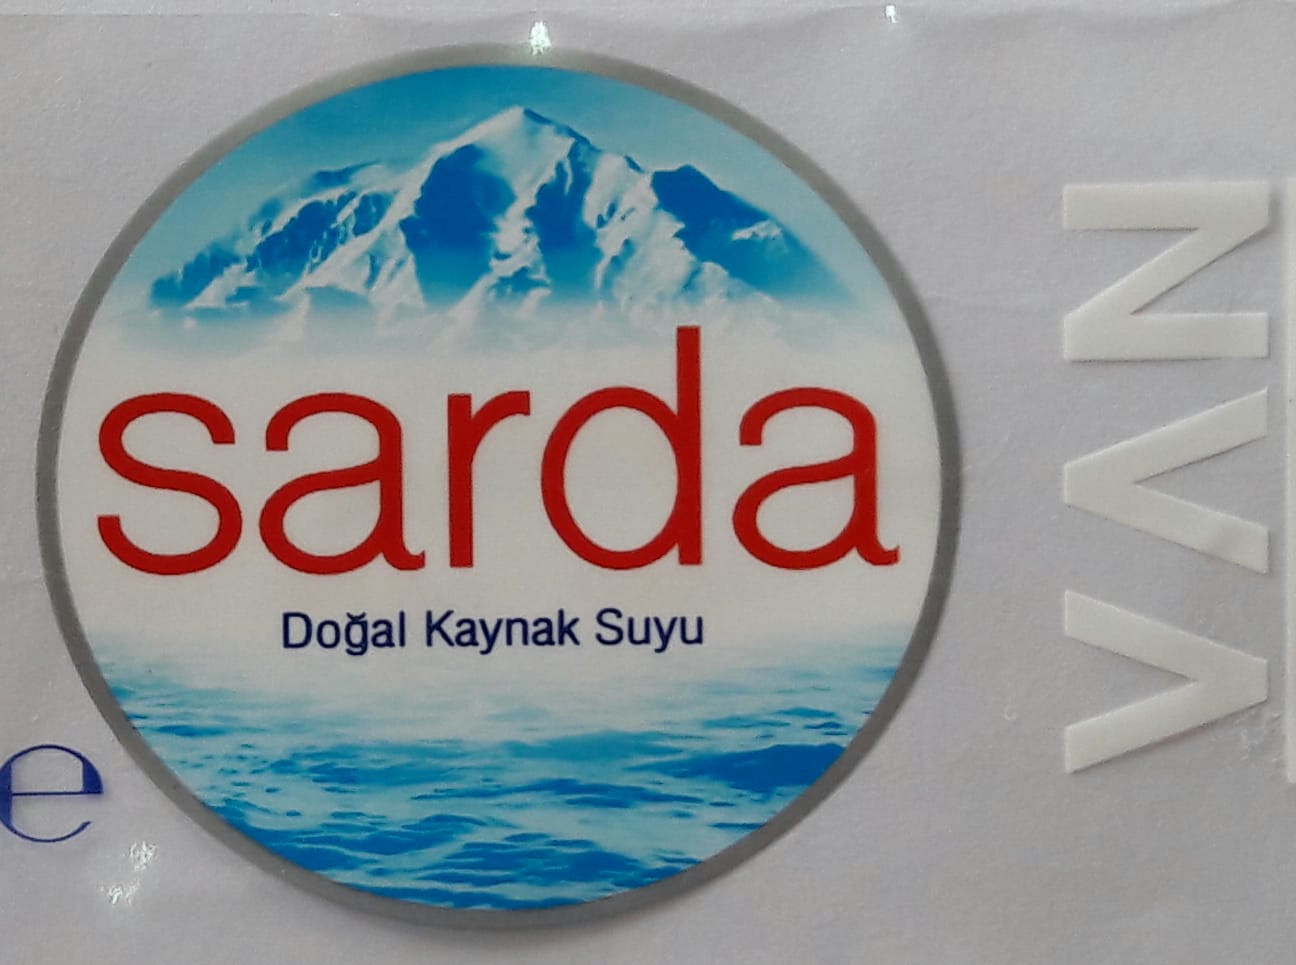 sarda
Doğal Kaynak Suyu
e
VAN